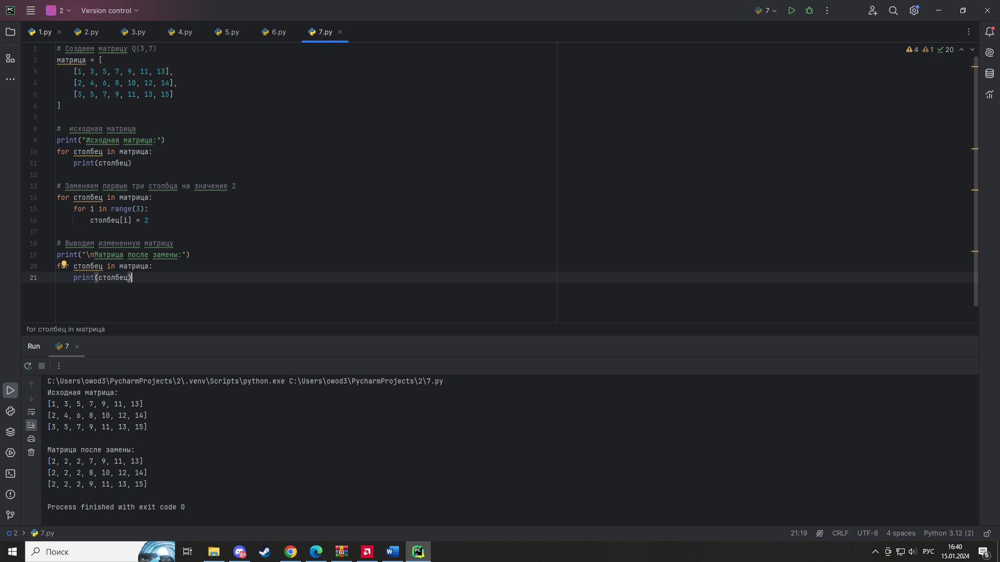 PC 2 Version control 7
1.py 2.py 3.py 4.py 5.py 6.py 7.py
4 1 20
1 # Создаем матрицу Q(3,7)
2 матрица = [
3     [1, 3, 5, 7, 9, 11, 13],
4     [2, 4, 6, 8, 10, 12, 14],
5     [3, 5, 7, 9, 11, 13, 15]
6 ]
7
8 #  исходная матрица
9 print("Исходная матрица:")
10 for столбец in матрица:
11     print(столбец)
12
13 # Заменяем первые три столбца на значение 2
14 for столбец in матрица:
15     for i in range(3):
16         столбец[i] = 2
17
18 # Выводим измененную матрицу
19 print("\nМатрица после замены:")
20 for столбец in матрица:
21     print(столбец)
for столбец in матрица
Run 7
C:\Users\owod3\PycharmProjects\2\.venv\Scripts\python.exe C:\Users\owod3\PycharmProjects\2\7.py
Исходная матрица:
[1, 3, 5, 7, 9, 11, 13]
[2, 4, 6, 8, 10, 12, 14]
[3, 5, 7, 9, 11, 13, 15]
Матрица после замены:
[2, 2, 2, 7, 9, 11, 13]
[2, 2, 2, 8, 10, 12, 14]
[2, 2, 2, 9, 11, 13, 15]
Process finished with exit code 0
2 7.py 21:19 CRLF UTF-8 4 spaces Python 3.12 (2)
Поиск 9+ W PC РУС 16:40
15.01.2024 6